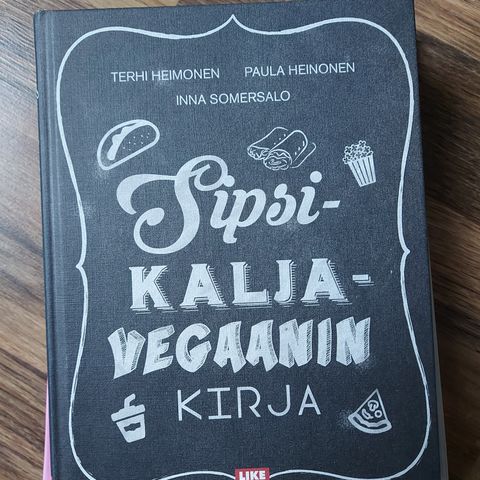 TERHI HEIMONEN PAULA HEINONEN
INNA SOMERSALO
Sipsi-
KALJA-
VEGAANIN
KIRJA
LIKE